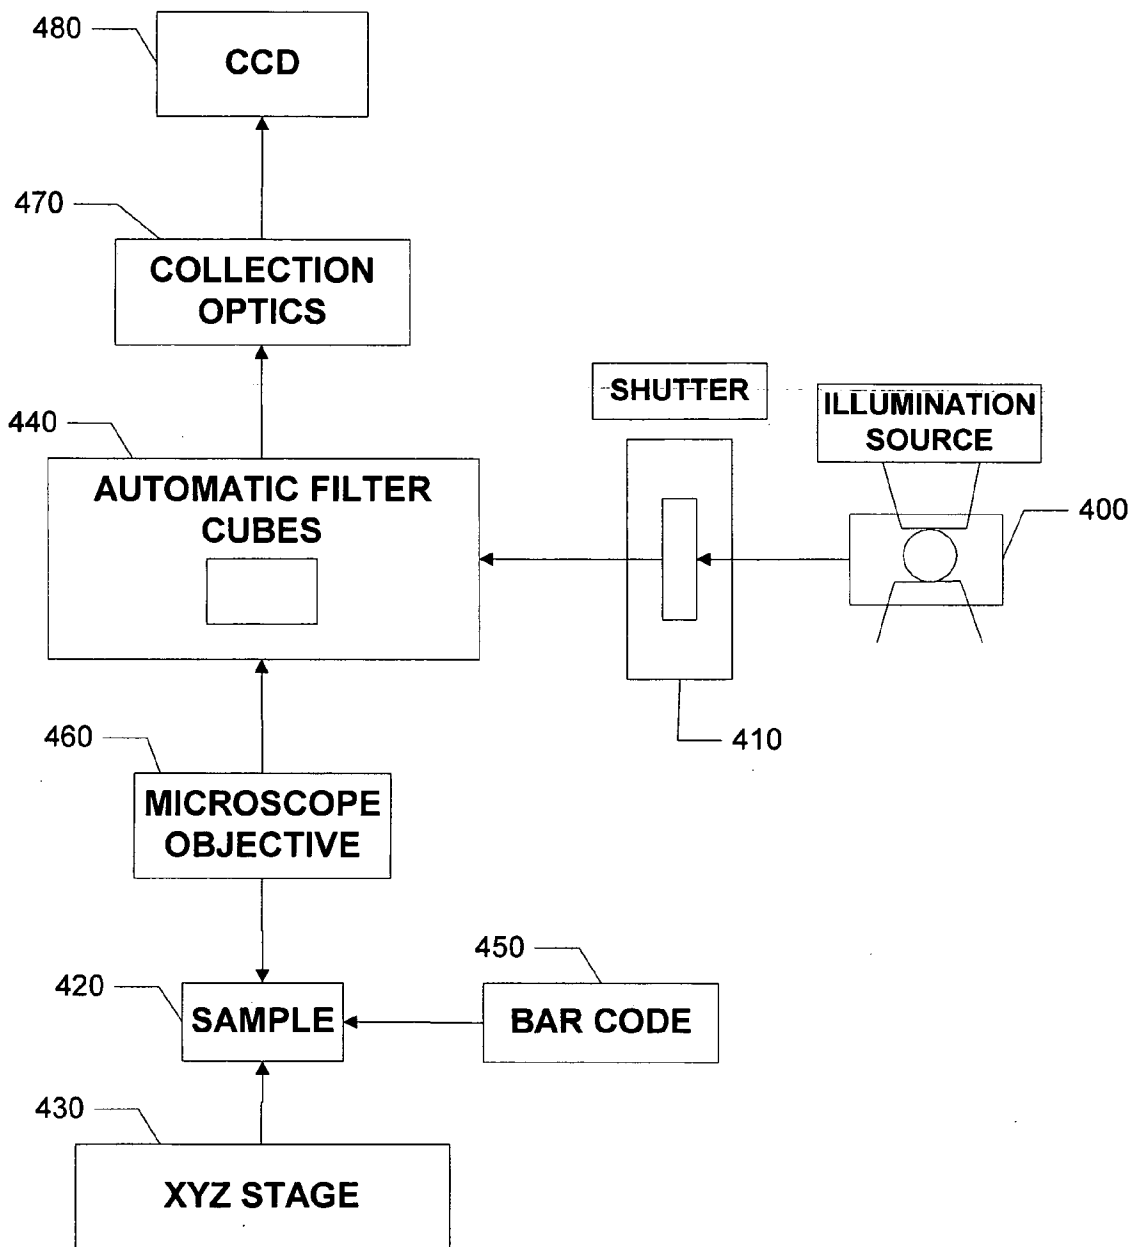 480
CCD
470
COLLECTION
OPTICS
SHUTTER
ILLUMINATION
SOURCE
440
AUTOMATIC FILTER
CUBES
400
460
410
MICROSCOPE
OBJECTIVE
450
420
SAMPLE
BAR CODE
430
XYZ STAGE